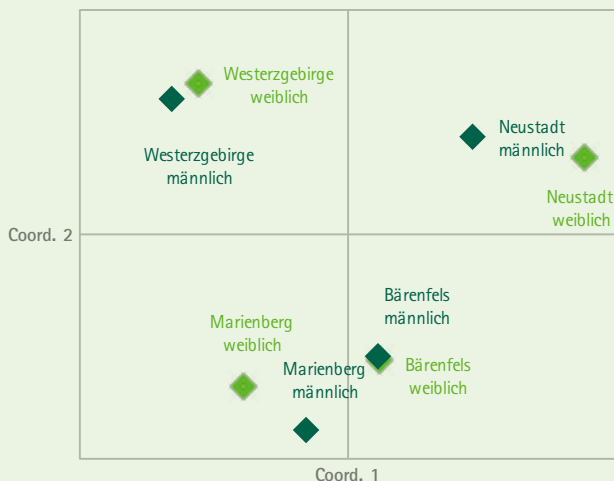 Westerzgebirge
weiblich
Westerzgebirge
männlich
Neustadt
männlich
Neustadt
weiblich
Coord. 2
Bärenfels
männlich
Marienberg
weiblich
Marienberg
männlich
Bärenfels
weiblich
Coord. 1